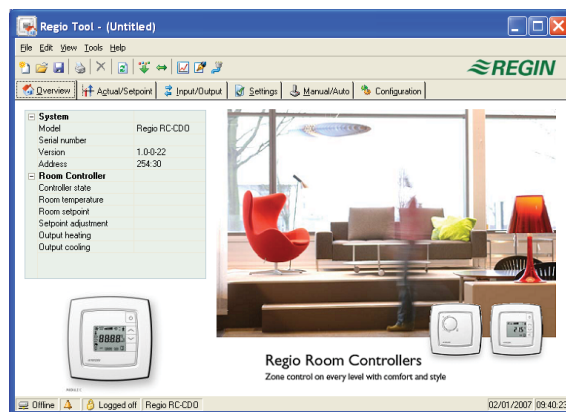 Regio Tool - (Untitled)
File Edit View Tools Help
REGIN
Overview Actual/Setpoint Input/Output Settings Manual/Auto Configuration
System
Model Regio RC-CDO
Serial number
Version 1.0-0-22
Address 254:30
Room Controller
Controller state
Room temperature
Room setpoint
Setpoint adjustment
Output heating
Output cooling
Regio Room Controllers
Zone control on every level with comfort and style
Offline Logged off Regio RC-CDO 02/01/2007 09:40:23